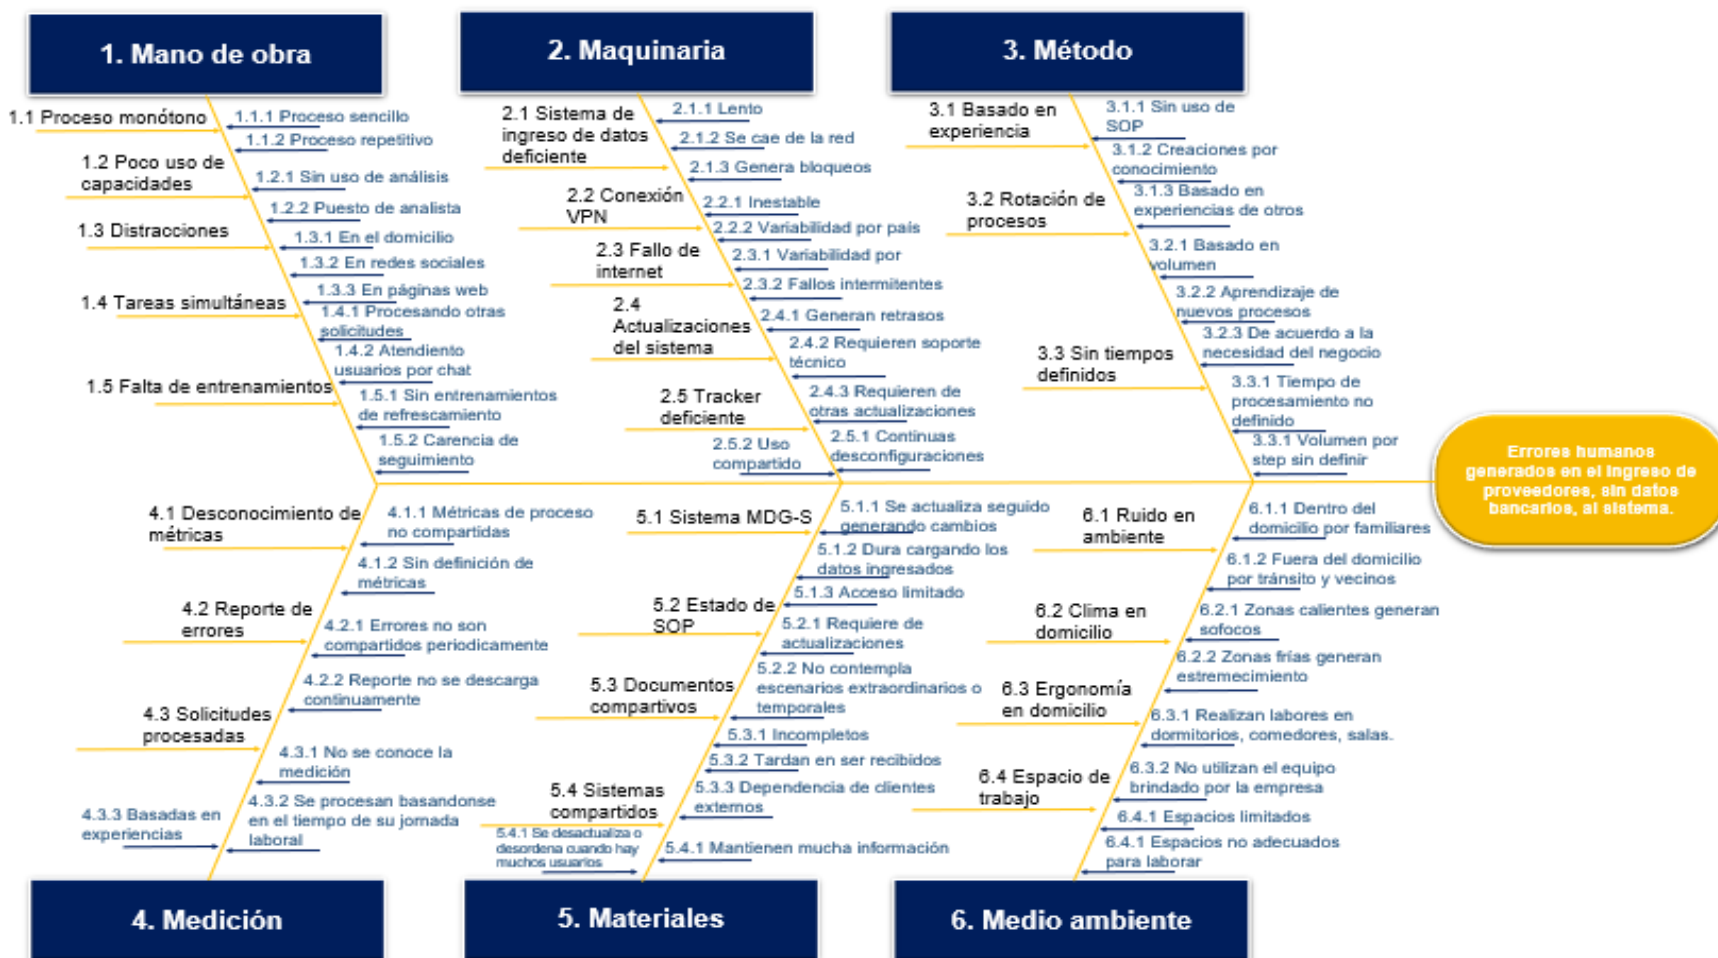 1. Mano de obra
1.1 Proceso monótono
1.1.1 Proceso sencillo
1.1.2 Proceso repetitivo
1.2 Poco uso de
capacidades
1.2.1 Sin uso de análisis
1.2.2 Puesto de analista
1.3 Distracciones
1.3.1 En el domicilio
1.3.2 En redes sociales
1.3.3 En páginas web
1.4 Tareas simultáneas
1.4.1 Procesando otras
solicitudes
1.4.2 Atendiento
usuarios por chat
1.5 Falta de entrenamientos
1.5.1 Sin entrenamientos
de refrescamiento
1.5.2 Carencia de
seguimiento
2. Maquinaria
2.1 Sistema de
ingreso de datos
deficiente
2.1.1 Lento
2.1.2 Se cae de la red
2.1.3 Genera bloqueos
2.2 Conexión
VPN
2.2.1 Inestable
2.2.2 Variabilidad por país
2.3 Fallo de
internet
2.3.1 Variabilidad por
2.3.2 Fallos intermitentes
2.4
Actualizaciones
del sistema
2.4.1 Generan retrasos
2.4.2 Requieren soporte
técnico
2.4.3 Requieren de
otras actualizaciones
2.5 Tracker
deficiente
2.5.1 Continuas
desconfiguraciones
2.5.2 Uso
compartido
3. Método
3.1 Basado en
experiencia
3.1.1 Sin uso de
SOP
3.1.2 Creaciones por
conocimiento
3.1.3 Basado en
experiencias de otros
3.2 Rotación de
procesos
3.2.1 Basado en
volumen
3.2.2 Aprendizaje de
nuevos procesos
3.2.3 De acuerdo a la
necesidad del negocio
3.3 Sin tiempos
definidos
3.3.1 Tiempo de
procesamiento no
definido
3.3.1 Volumen por
step sin definir
Errores humanos
generados en el ingreso de
proveedores, sin datos
bancarios, al sistema.
4.1 Desconocimiento de
métricas
4.1.1 Métricas de proceso
no compartidas
4.1.2 Sin definición de
métricas
4.2 Reporte de
errores
4.2.1 Errores no son
compartidos periodicamente
4.2.2 Reporte no se descarga
continuamente
4.3 Solicitudes
procesadas
4.3.1 No se conoce la
medición
4.3.2 Se procesan basandonse
en el tiempo de su jornada
laboral
4.3.3 Basadas en
experiencias
4. Medición
5.1 Sistema MDG-S
5.1.1 Se actualiza seguido
generando cambios
5.1.2 Dura cargando los
datos ingresados
5.1.3 Acceso limitado
5.2 Estado de
SOP
5.2.1 Requiere de
actualizaciones
5.2.2 No contempla
escenarios extraordinarios o
temporales
5.3 Documentos
compartivos
5.3.1 Incompletos
5.3.2 Tardan en ser recibidos
5.3.3 Dependencia de clientes
externos
5.4 Sistemas
compartidos
5.4.1 Se desactualiza o
desordena cuando hay
muchos usuarios
5.4.1 Mantienen mucha información
5. Materiales
6.1 Ruido en
ambiente
6.1.1 Dentro del
domicilio por familiares
6.1.2 Fuera del domicilio
por tránsito y vecinos
6.2 Clima en
domicilio
6.2.1 Zonas calientes generan
sofocos
6.2.2 Zonas frías generan
estremecimiento
6.3 Ergonomía
en domicilio
6.3.1 Realizan labores en
dormitorios, comedores, salas.
6.3.2 No utilizan el equipo
brindado por la empresa
6.4 Espacio de
trabajo
6.4.1 Espacios limitados
6.4.1 Espacios no adecuados
para laborar
6. Medio ambiente